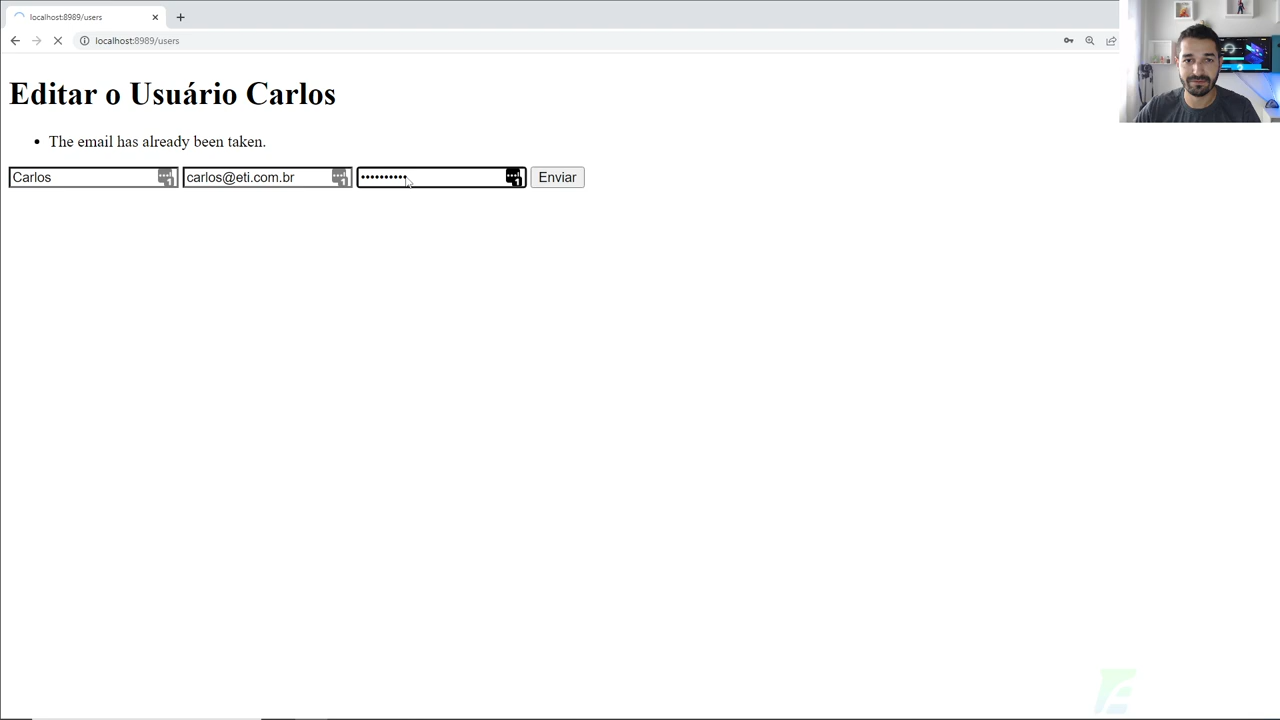 localhost:8989/users
localhost:8989/users
Editar o Usuário Carlos
The email has already been taken.
Carlos carlos@eti.com.br •••••••••• Enviar